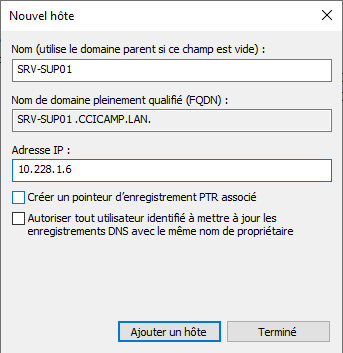 Nouvel hôte
Nom (utilise le domaine parent si ce champ est vide) :
SRV-SUP01
Nom de domaine pleinement qualifié (FQDN) :
SRV-SUP01.CCICAMP.LAN.
Adresse IP :
10.228.1.6
Créer un pointeur d'enregistrement PTR associé
Autoriser tout utilisateur identifié à mettre à jour les
enregistrements DNS avec le même nom de propriétaire
Ajouter un hôte
Terminé